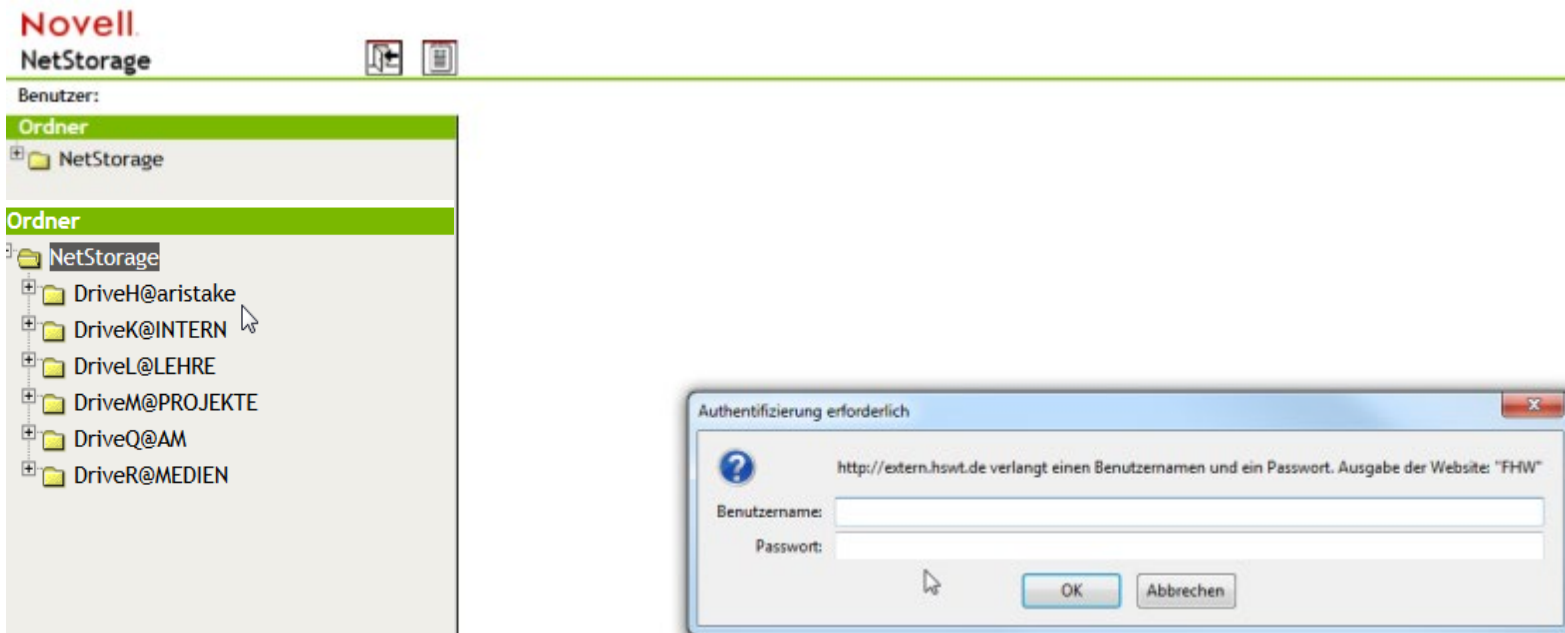 Novell.
NetStorage
Benutzer:
Ordner
NetStorage
Ordner
NetStorage
DriveH@aristake
DriveK@INTERN
DriveL@LEHRE
DriveM@PROJEKTE
DriveQ@AM
DriveR@MEDIEN
Authentifizierung erforderlich
http://extern.hswt.de verlangt einen Benutzernamen und ein Passwort. Ausgabe der Website: "FHW"
Benutzername:
Passwort:
OK Abbrechen